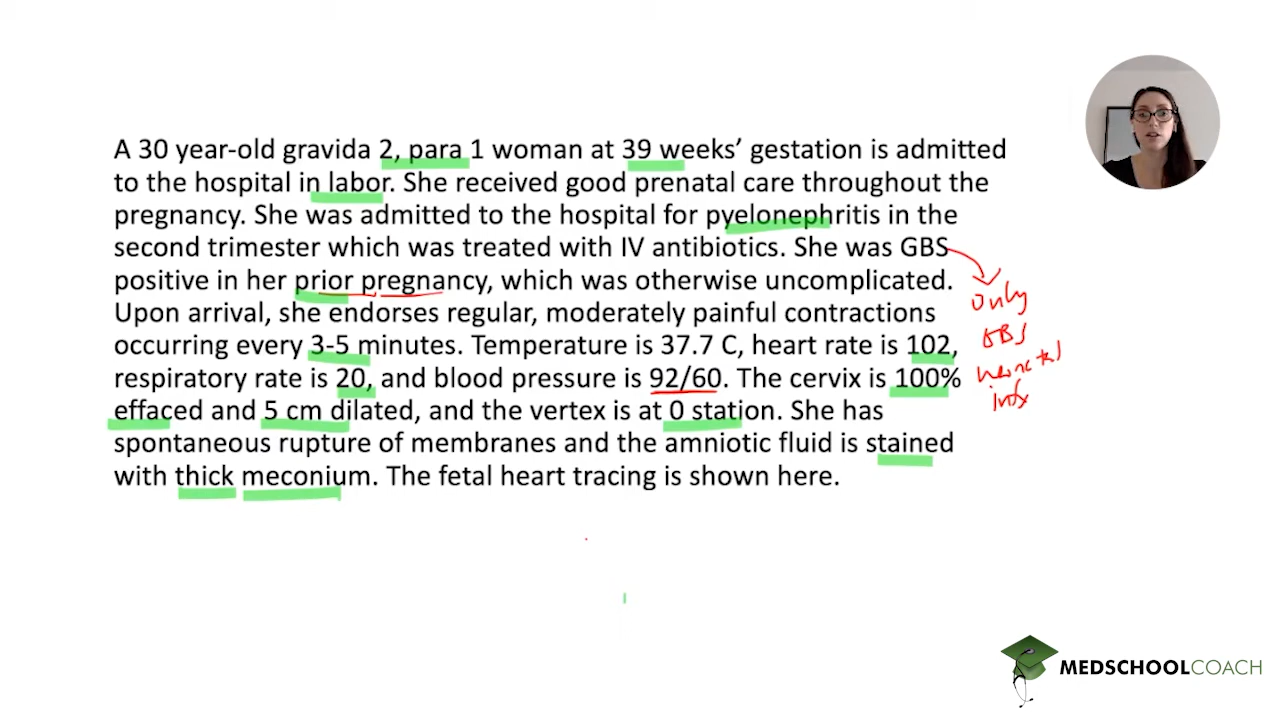 A 30 year-old gravida 2, para 1 woman at 39 weeks’ gestation is admitted
to the hospital in labor. She received good prenatal care throughout the
pregnancy. She was admitted to the hospital for pyelonephritis in the
second trimester which was treated with IV antibiotics. She was GBS
positive in her prior pregnancy, which was otherwise uncomplicated.
Upon arrival, she endorses regular, moderately painful contractions
occurring every 3-5 minutes. Temperature is 37.7 C, heart rate is 102,
respiratory rate is 20, and blood pressure is 92/60. The cervix is 100%
effaced and 5 cm dilated, and the vertex is at 0 station. She has
spontaneous rupture of membranes and the amniotic fluid is stained
with thick meconium. The fetal heart tracing is shown here.
only
GBS
neonatal
infx
MEDSCHOOLCOACH